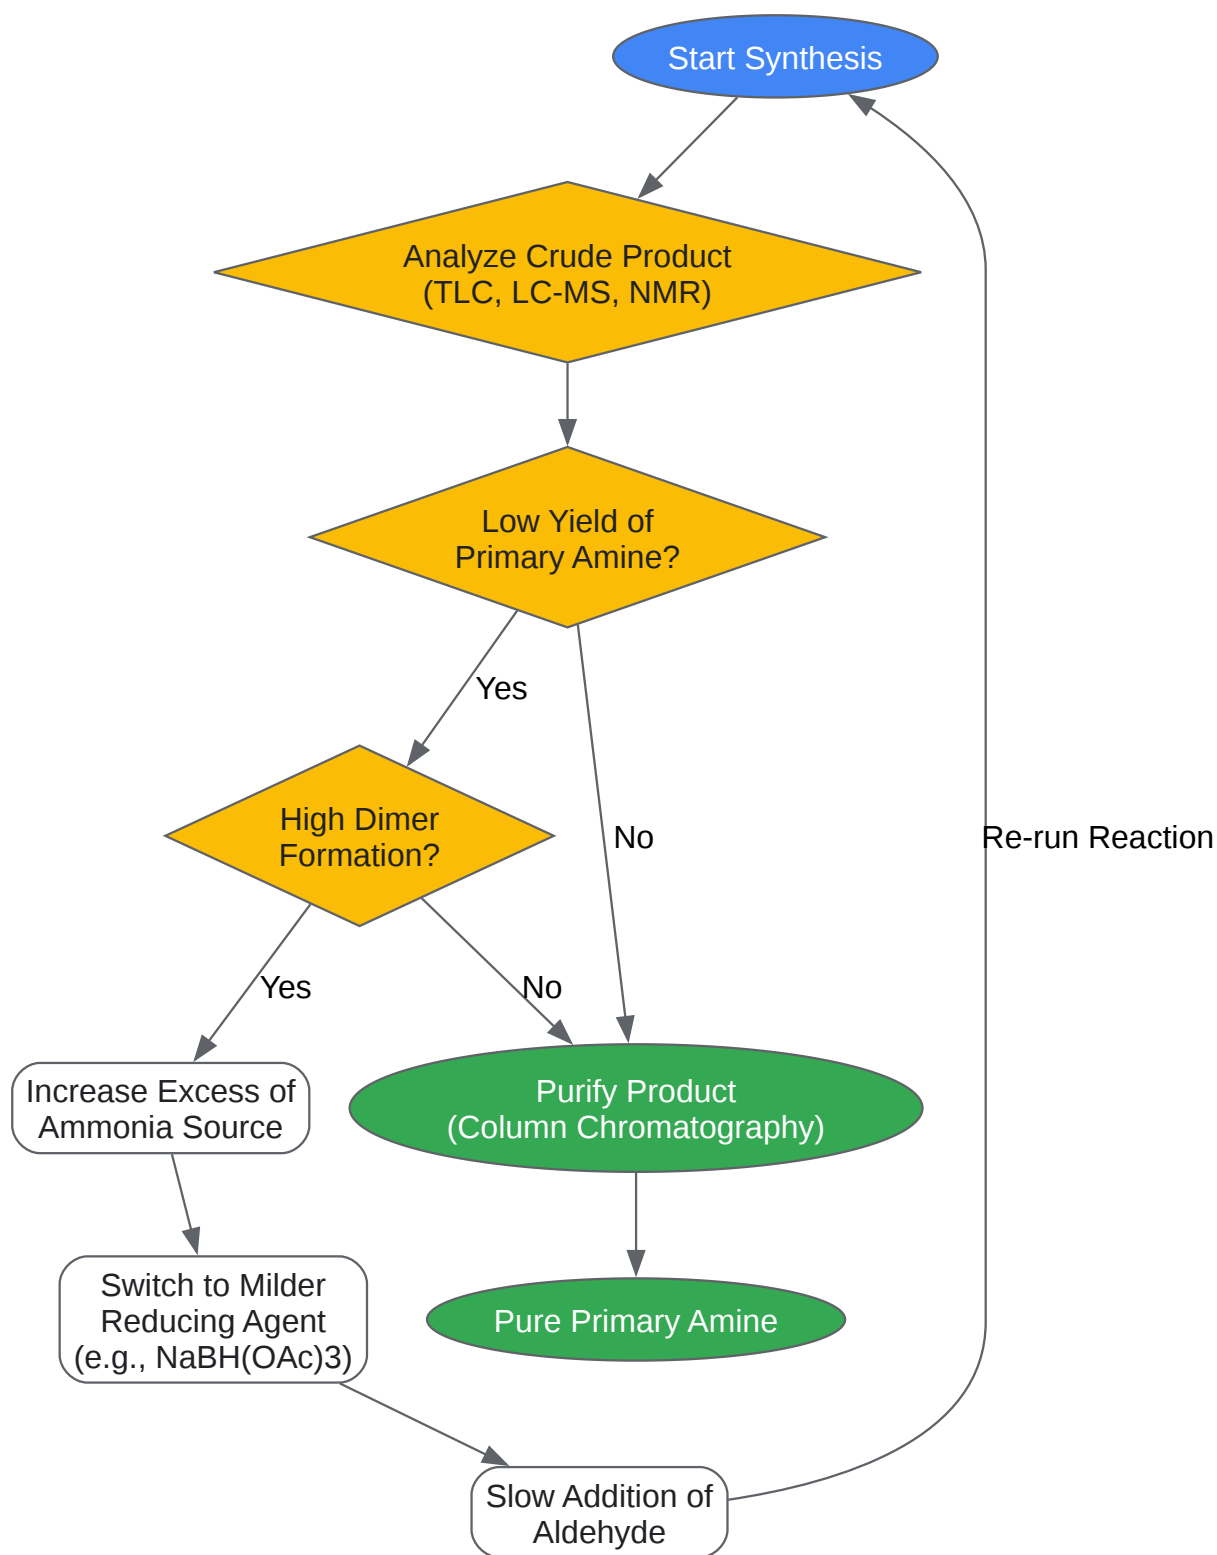 Start Synthesis
Analyze Crude Product
(TLC, LC-MS, NMR)
Low Yield of
Primary Amine?
Yes
No
High Dimer
Formation?
Re-run Reaction
Yes
No
Increase Excess of
Ammonia Source
Purify Product
(Column Chromatography)
Switch to Milder
Reducing Agent
(e.g., NaBH(OAc)3)
Pure Primary Amine
Slow Addition of
Aldehyde